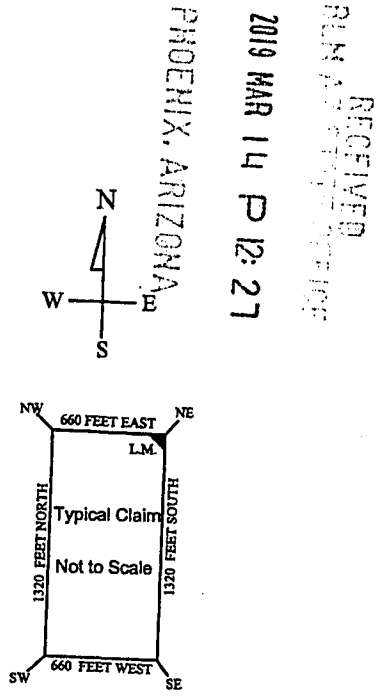 RECEIVED
2019 MAR 14 P 12:27
PHOENIX, ARIZONA
N
W
E
S
NW
660 FEET EAST
NE
L.M.
1320 FEET NORTH
Typical Claim
1320 FEET SOUTH
Not to Scale
SW
660 FEET WEST
SE